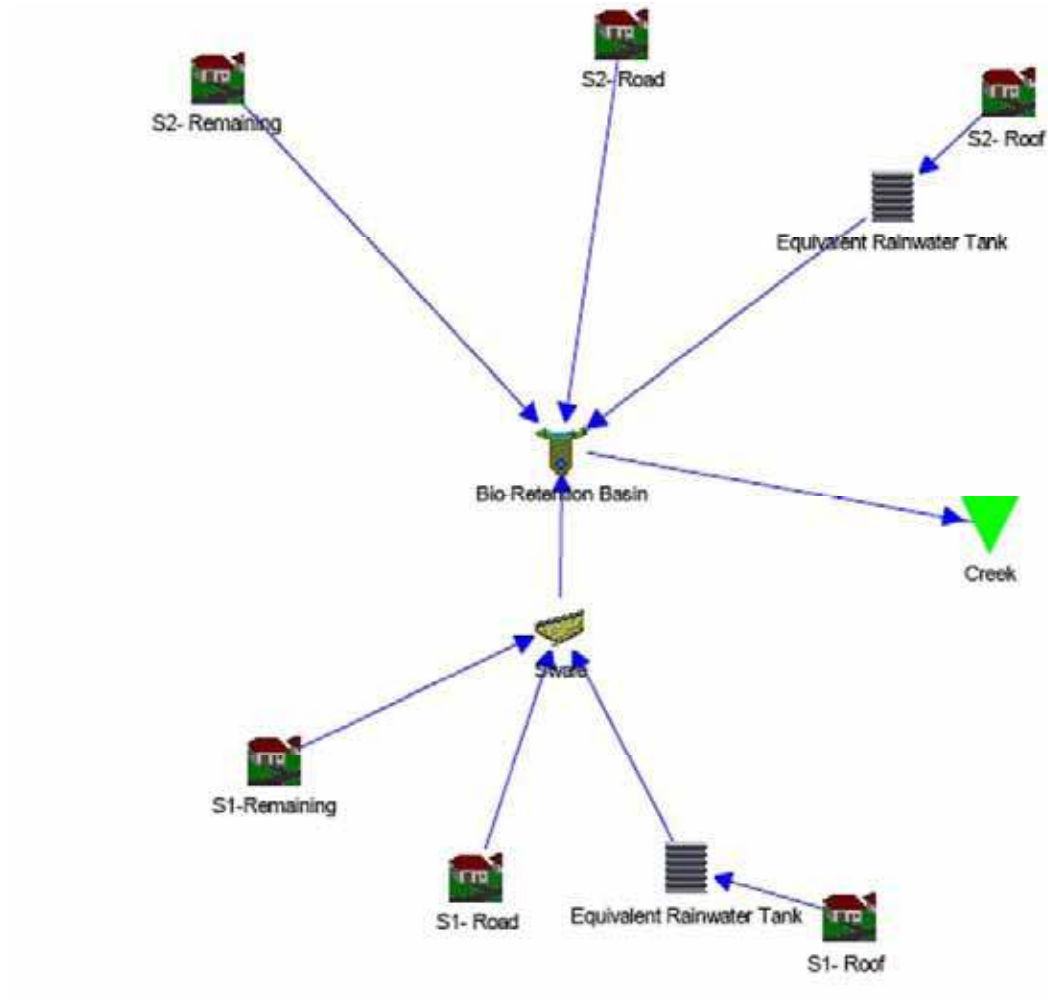 S2- Road
S2- Remaining
S2- Roof
Equivalent Rainwater Tank
Bio Retention Basin
Creek
Swale
S1-Remaining
S1- Road
Equivalent Rainwater Tank
S1- Roof